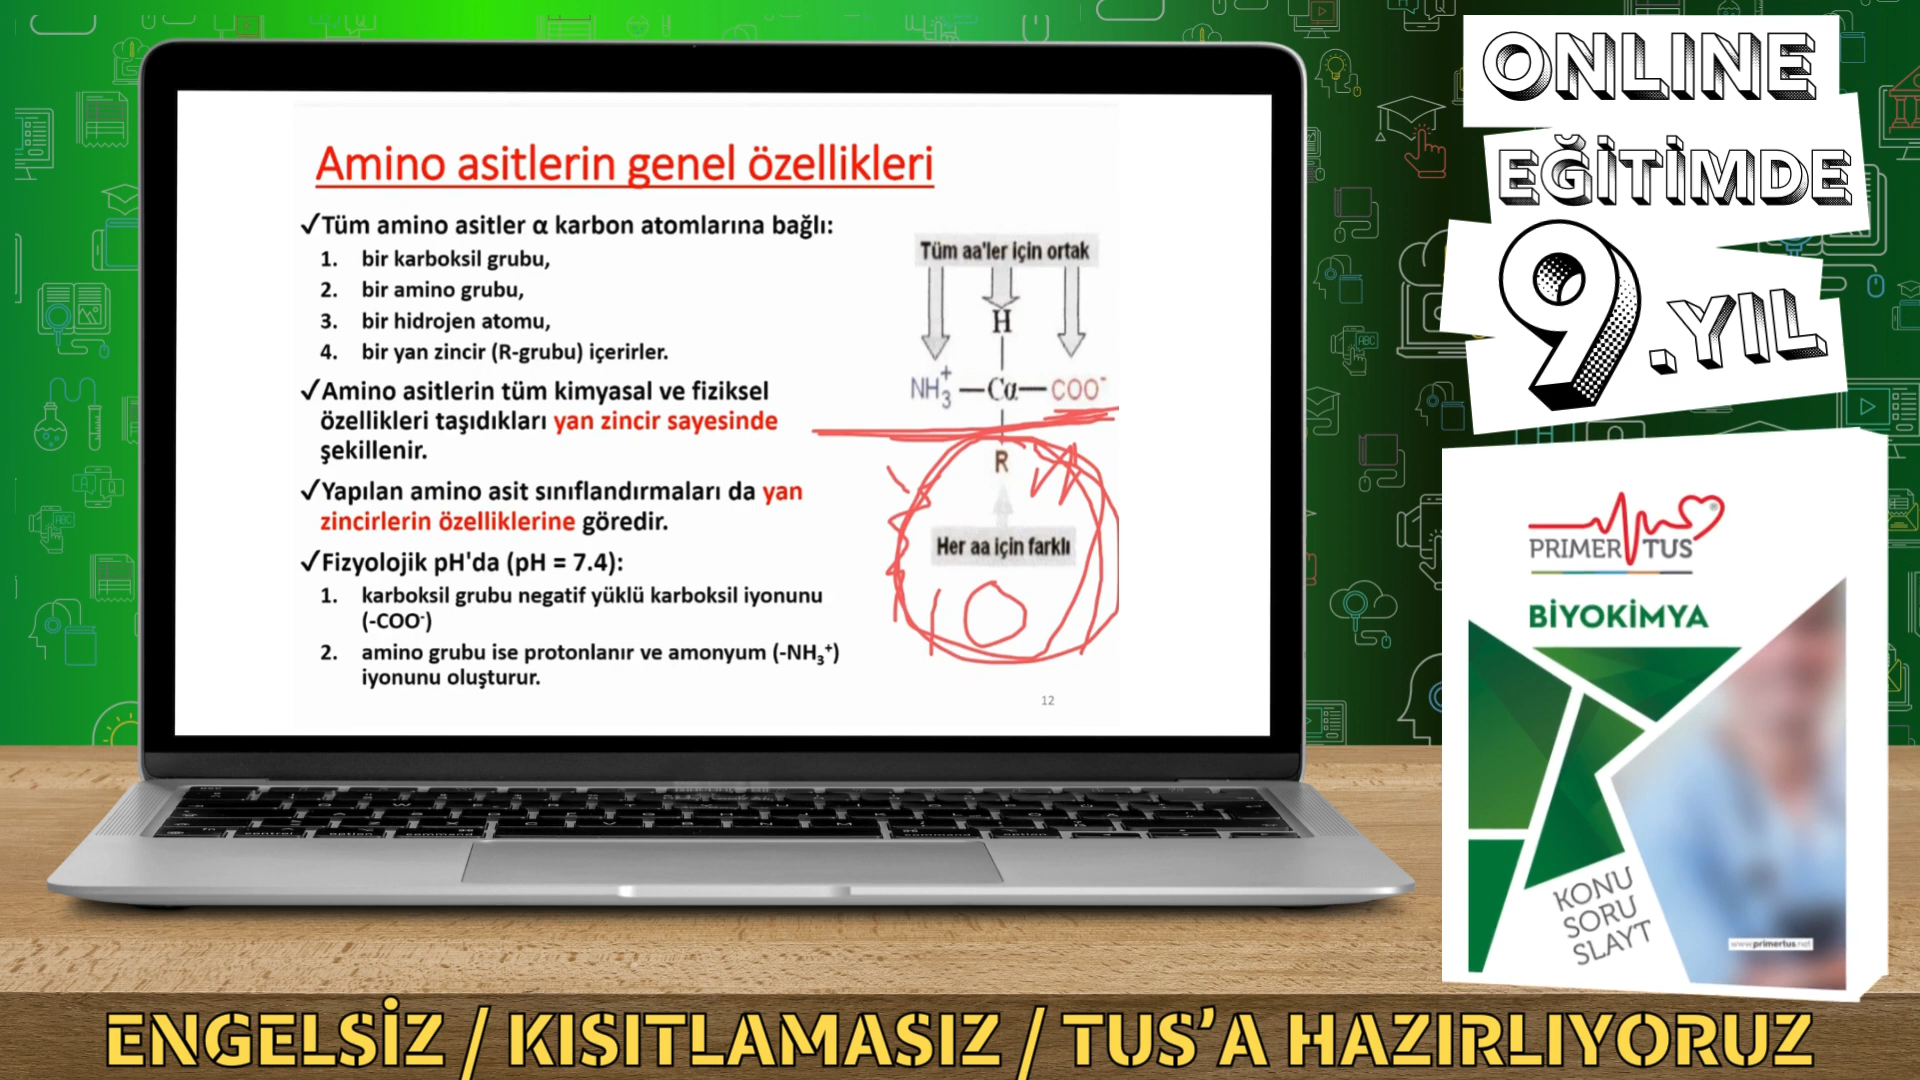 Amino asitlerin genel özellikleri
✓Tüm amino asitler α karbon atomlarına bağlı:
1. bir karboksil grubu,
2. bir amino grubu,
3. bir hidrojen atomu,
4. bir yan zincir (R-grubu) içerirler.
✓Amino asitlerin tüm kimyasal ve fiziksel
özellikleri taşıdıkları yan zincir sayesinde
şekillenir.
✓Yapılan amino asit sınıflandırmaları da yan
zincirlerin özelliklerine göredir.
✓Fizyolojik pH'da (pH = 7.4):
1. karboksil grubu negatif yüklü karboksil iyonunu
(-COO⁻)
2. amino grubu ise protonlanır ve amonyum (-NH₃⁺)
iyonunu oluşturur.
Tüm aa'ler için ortak
H
NH₃⁺ —Cα— COO⁻
R
Her aa için farklı
12
ONLINE
EĞİTİMDE
9.YIL
PRIMER TUS
®
BİYOKİMYA
KONU
SORU
SLAYT
www.primertus.net
ENGELSİZ / KISITLAMASIZ / TUS'A HAZIRLIYORUZ